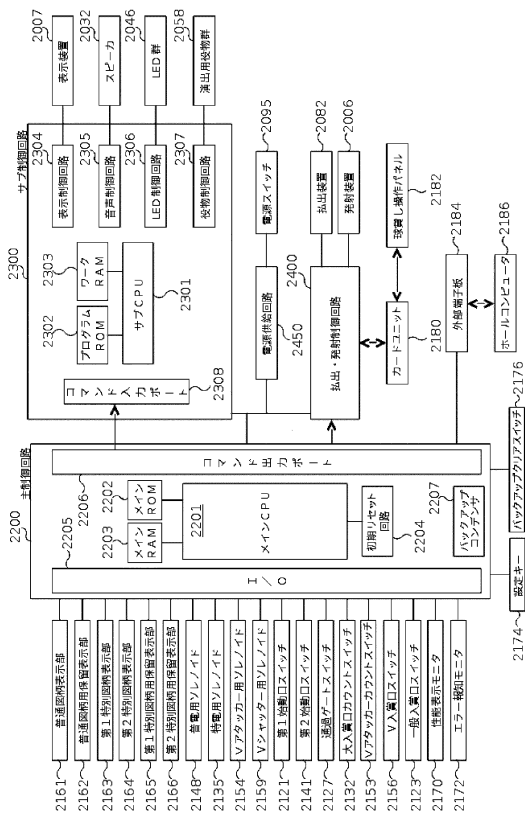 2200
主制御回路
2206
2205
コマンド出力ポート
I/O
2203
メイン
RAM
2202
メイン
ROM
2201
メインCPU
初期リセット
回路
2204
2207
バックアップ
コンデンサ
2174
設定キー
バックアップクリアスイッチ
2176
2161
普通図柄表示部
2162
普通図柄用保留表示部
2163
第1特別図柄表示部
2164
第2特別図柄表示部
2165
第1特別図柄用保留表示部
2166
第2特別図柄用保留表示部
2148
普電用ソレノイド
2135
特電用ソレノイド
2154
Vアタッカー用ソレノイド
2159
Vシャッター用ソレノイド
2121
第1始動口スイッチ
2141
第2始動口スイッチ
2127
通過ゲートスイッチ
2132
大入賞口カウントスイッチ
2153
Vアタッカーカウントスイッチ
2156
V入賞口スイッチ
2123
一般入賞口スイッチ
2170
性能表示モニタ
2172
エラー報知モニタ
2300
サブ制御回路
コマンド入力ポート
2308
2302
プログラム
ROM
2303
ワーク
RAM
サブCPU
2301
2304
表示制御回路
2305
音声制御回路
2306
LED制御回路
2307
役物制御回路
2007
表示装置
2032
スピーカ
2046
LED群
2058
演出用役物群
電源供給回路
2450
電源スイッチ
2095
2400
払出・発射制御回路
払出装置
2082
発射装置
2006
カードユニット
2180
球貸し操作パネル
2182
外部端子板
2184
ホールコンピュータ
2186